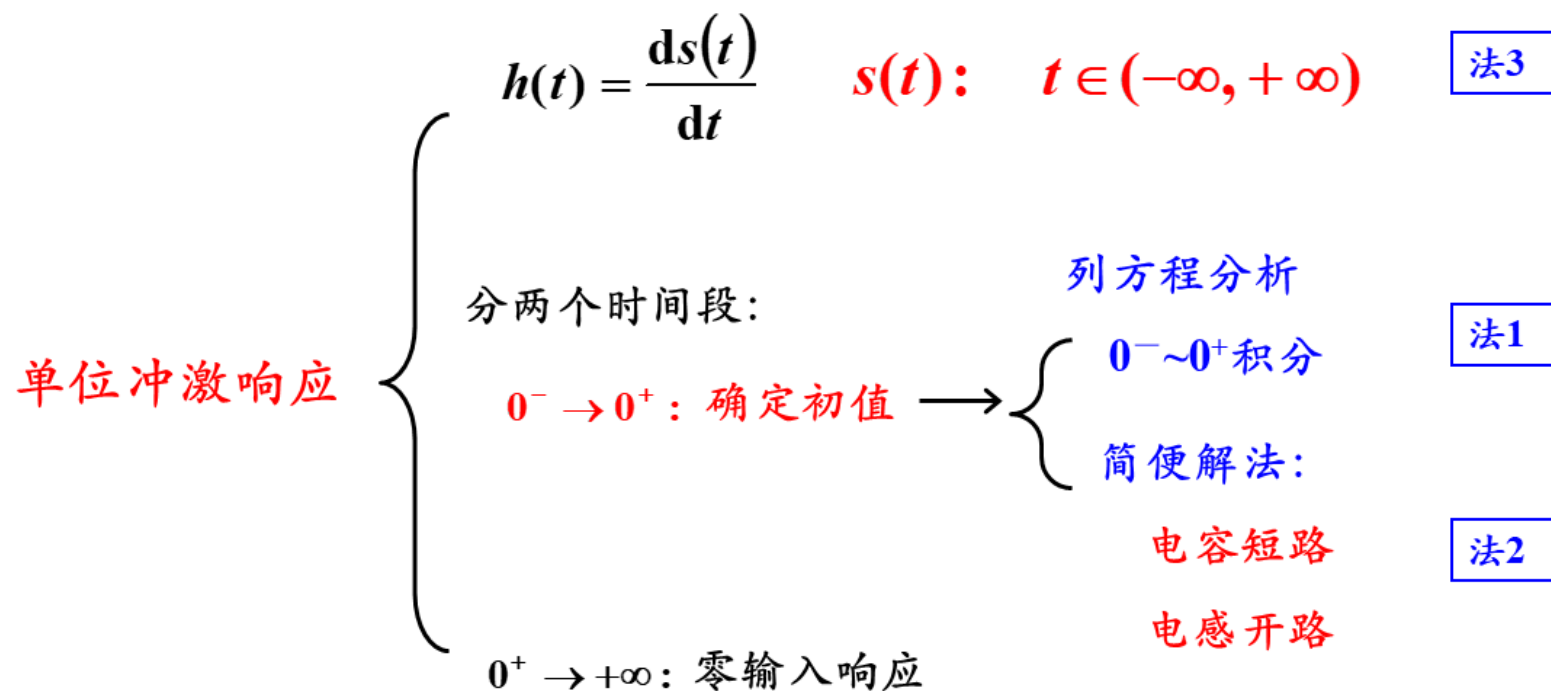 h(t) = ds(t)/dt s(t): t∈(−∞, +∞) 法3
单位冲激响应
分两个时间段:
0⁻ → 0⁺ : 确定初值
列方程分析
0⁻~0⁺积分 法1
简便解法:
电容短路 法2
电感开路
0⁺ → +∞: 零输入响应